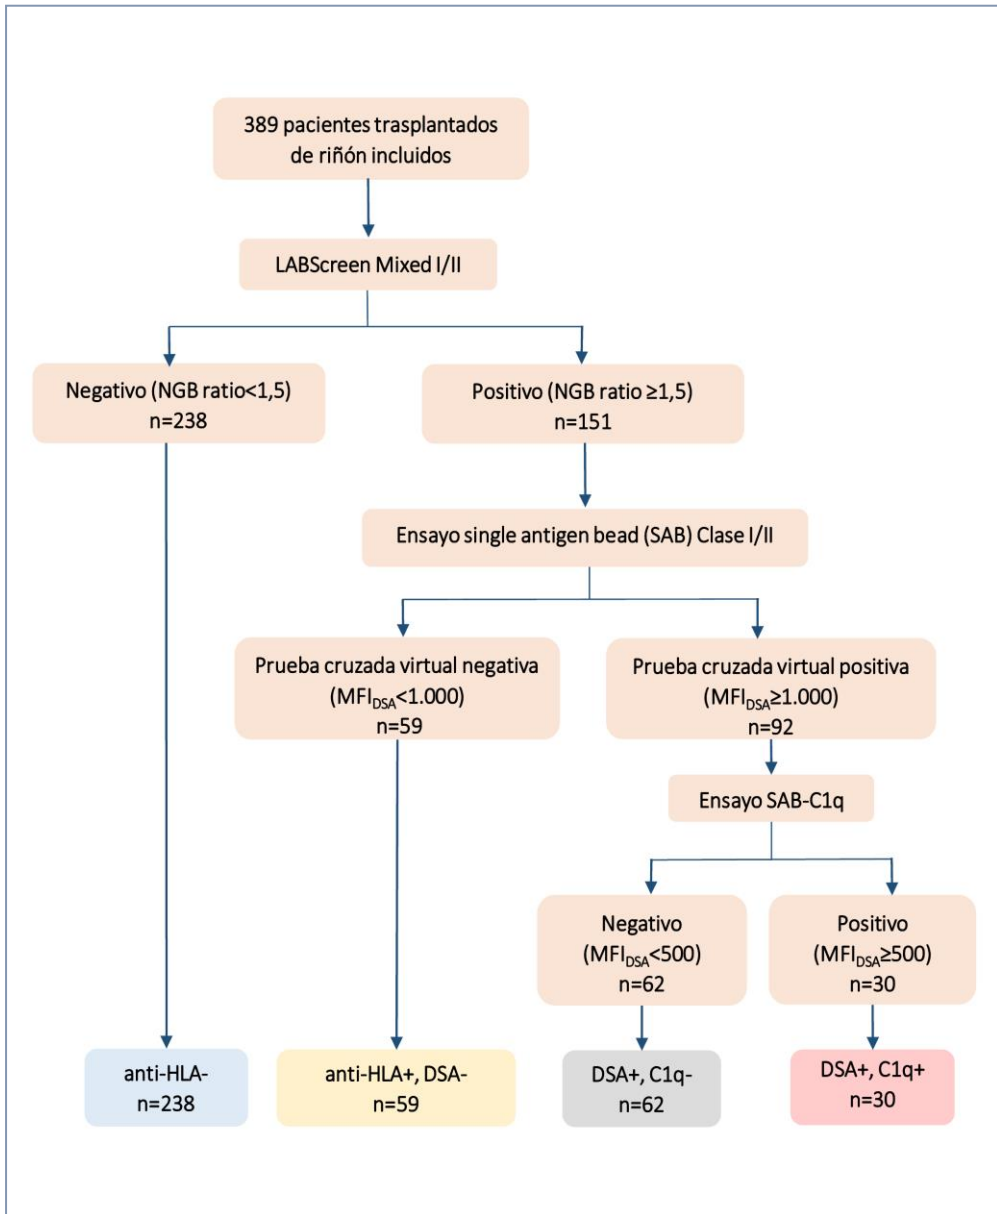 389 pacientes trasplantados
de riñón incluidos
LABScreen Mixed I/II
Negativo (NGB ratio<1,5)
n=238
Positivo (NGB ratio ≥1,5)
n=151
Ensayo single antigen bead (SAB) Clase I/II
Prueba cruzada virtual negativa
(MFIDSA<1.000)
n=59
Prueba cruzada virtual positiva
(MFIDSA≥1.000)
n=92
Ensayo SAB-C1q
Negativo
(MFIDSA<500)
n=62
Positivo
(MFIDSA≥500)
n=30
anti-HLA-
n=238
anti-HLA+, DSA-
n=59
DSA+, C1q-
n=62
DSA+, C1q+
n=30